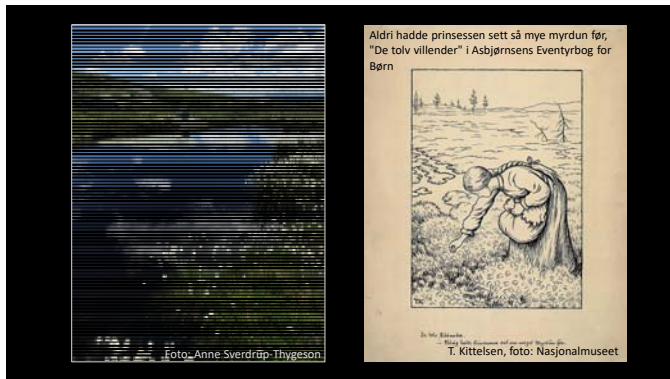 Aldri hadde prinsessen sett så mye myrdun før,
"De tolv villender" i Asbjørnsens Eventyrbog for
Børn
Foto: Anne Sverdrup-Thygeson
T. Kittelsen, foto: Nasjonalmuseet